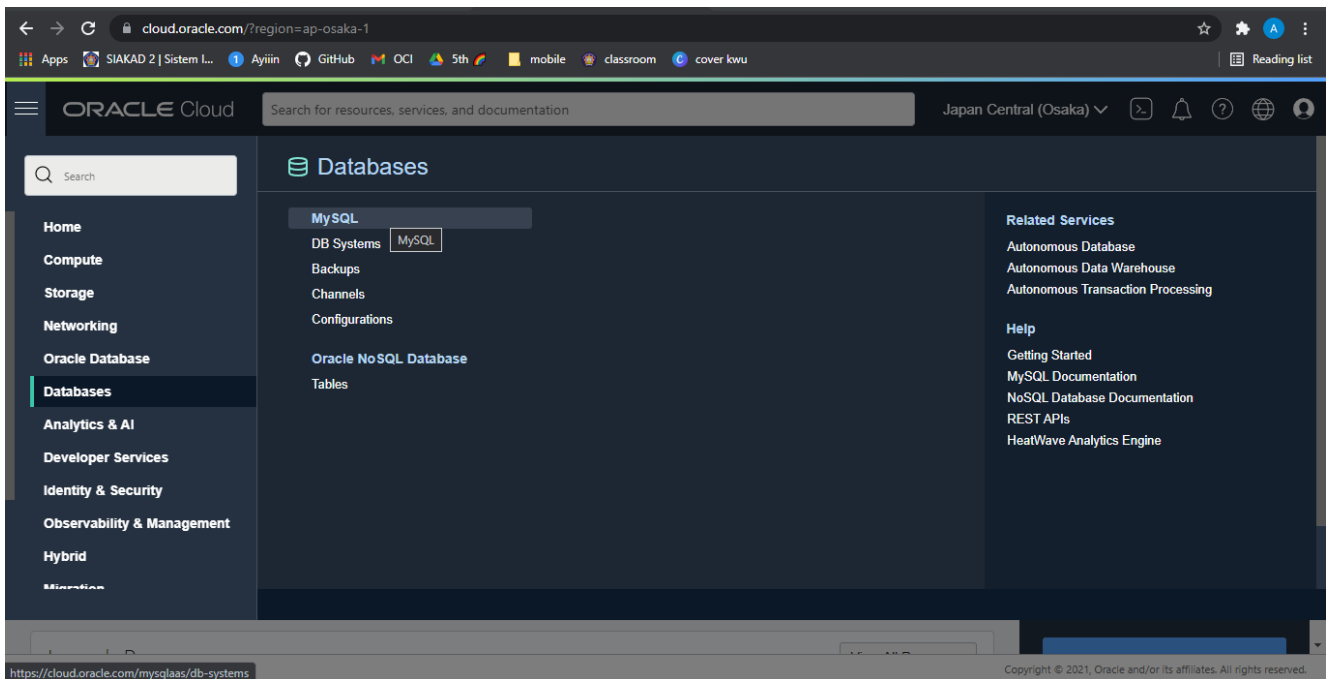 cloud.oracle.com/?region=ap-osaka-1
A
Apps SIAKAD 2 | Sistem I... 1 Ayiiin GitHub OCI 5th mobile classroom C cover kwu Reading list
ORACLE Cloud Search for resources, services, and documentation Japan Central (Osaka)
Search
Home
Compute
Storage
Networking
Oracle Database
Databases
Analytics & AI
Developer Services
Identity & Security
Observability & Management
Hybrid
Migration
Databases
MySQL
DB Systems MySQL
Backups
Channels
Configurations
Oracle NoSQL Database
Tables
Related Services
Autonomous Database
Autonomous Data Warehouse
Autonomous Transaction Processing
Help
Getting Started
MySQL Documentation
NoSQL Database Documentation
REST APIs
HeatWave Analytics Engine
https://cloud.oracle.com/mysqlaas/db-systems
Copyright © 2021, Oracle and/or its affiliates. All rights reserved.